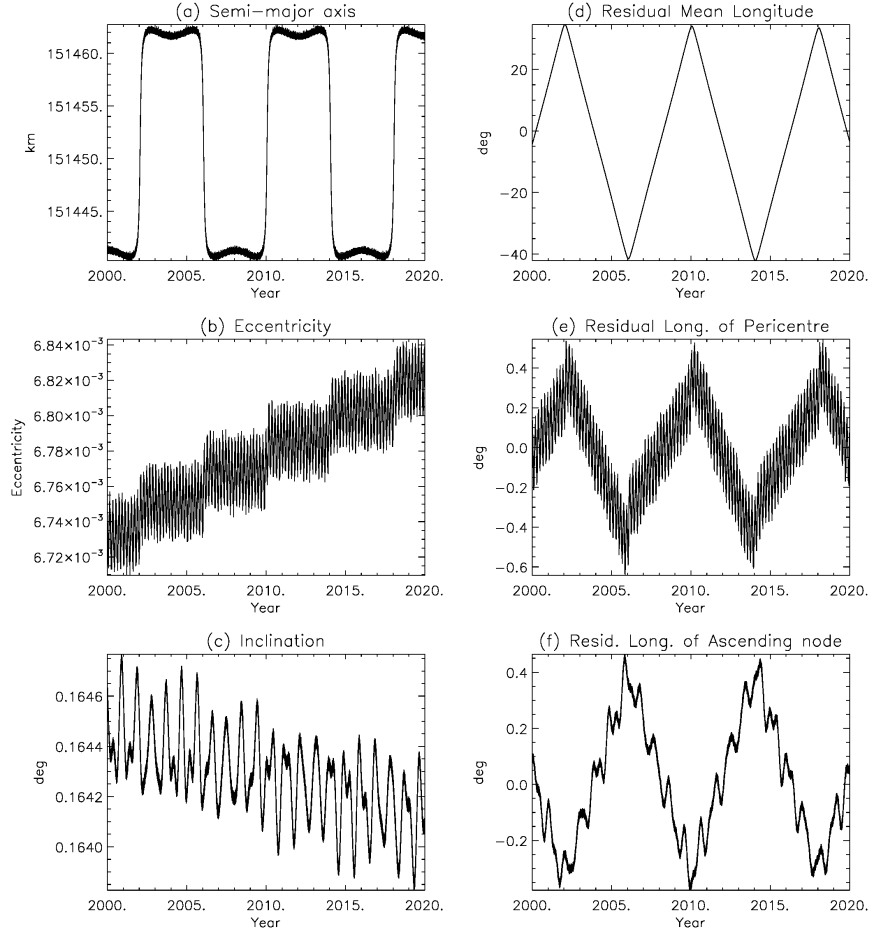 (a) Semi-major axis
151460.
151455.
151450.
151445.
km
2000. 2005. 2010. 2015. 2020.
Year
(d) Residual Mean Longitude
20
0
-20
-40
deg
2000. 2005. 2010. 2015. 2020.
Year
(b) Eccentricity
6.84×10⁻³
6.82×10⁻³
6.80×10⁻³
6.78×10⁻³
6.76×10⁻³
6.74×10⁻³
6.72×10⁻³
Eccentricity
2000. 2005. 2010. 2015. 2020.
Year
(e) Residual Long. of Pericentre
0.4
0.2
0.0
-0.2
-0.4
-0.6
deg
2000. 2005. 2010. 2015. 2020.
Year
(c) Inclination
0.1646
0.1644
0.1642
0.1640
deg
2000. 2005. 2010. 2015. 2020.
Year
(f) Resid. Long. of Ascending node
0.4
0.2
0.0
-0.2
deg
2000. 2005. 2010. 2015. 2020.
Year